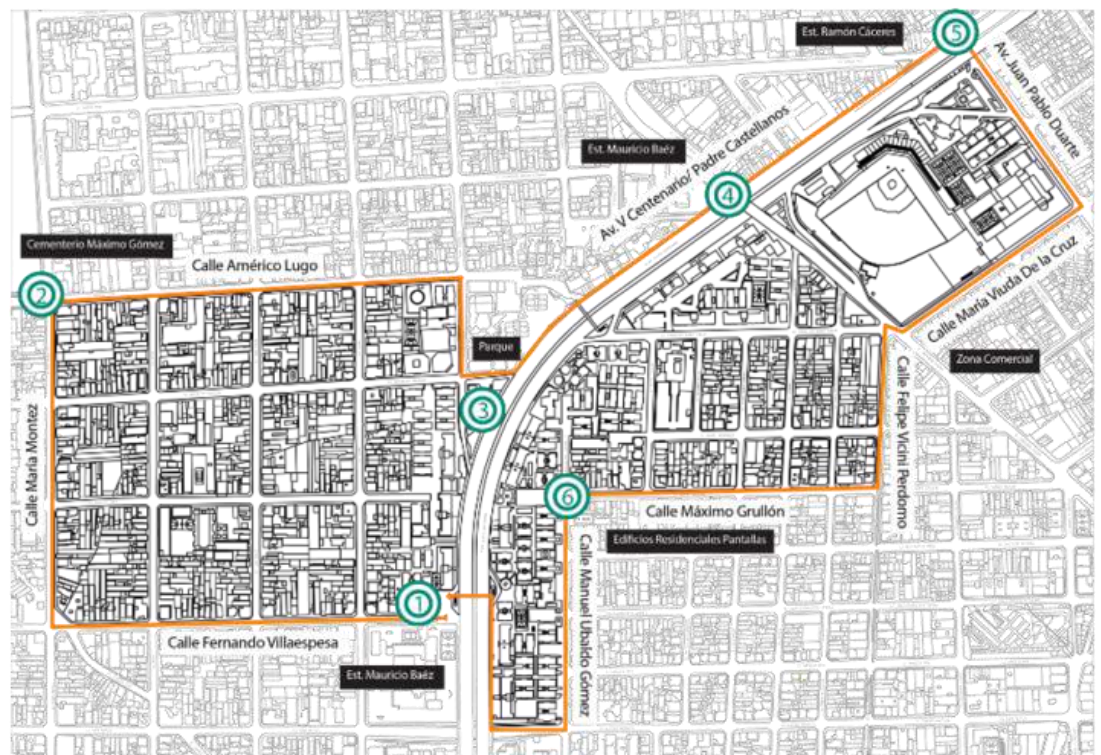 Est. Ramón Cáceres
5
Av. Juan Pablo Duarte
Est. Mauricio Baéz
Av. V Centenario/ Padre Castellanos
4
Cementerio Máximo Gómez
Calle Américo Lugo
2
Parque
Calle María Viuda De la Cruz
Zona Comercial
3
Calle María Montez
Calle Felipe Vicini Perdomo
6
Calle Máximo Grullón
Edificios Residenciales Pantallas
Calle Manuel Ubaldo Gómez
1
Calle Fernando Villaespesa
Est. Mauricio Baéz